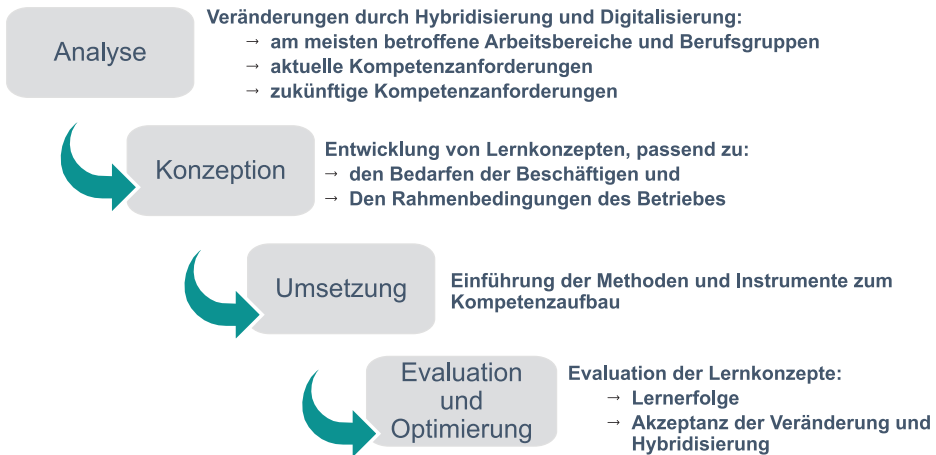 Analyse
Veränderungen durch Hybridisierung und Digitalisierung:
→ am meisten betroffene Arbeitsbereiche und Berufsgruppen
→ aktuelle Kompetenzanforderungen
→ zukünftige Kompetenzanforderungen
Konzeption
Entwicklung von Lernkonzepten, passend zu:
→ den Bedarfen der Beschäftigen und
→ Den Rahmenbedingungen des Betriebes
Umsetzung
Einführung der Methoden und Instrumente zum
Kompetenzaufbau
Evaluation
und
Optimierung
Evaluation der Lernkonzepte:
→ Lernerfolge
→ Akzeptanz der Veränderung und
Hybridisierung